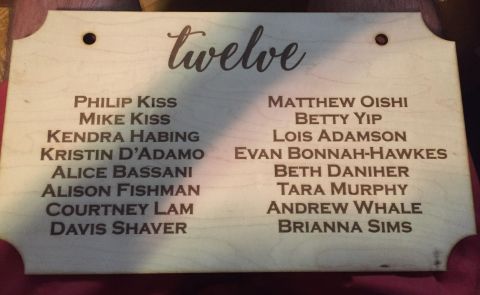 twelve
Philip Kiss
Mike Kiss
Kendra Habing
Kristin D'Adamo
Alice Bassani
Alison Fishman
Courtney Lam
Davis Shaver
Matthew Oishi
Betty Yip
Lois Adamson
Evan Bonnah-Hawkes
Beth Daniher
Tara Murphy
Andrew Whale
Brianna Sims